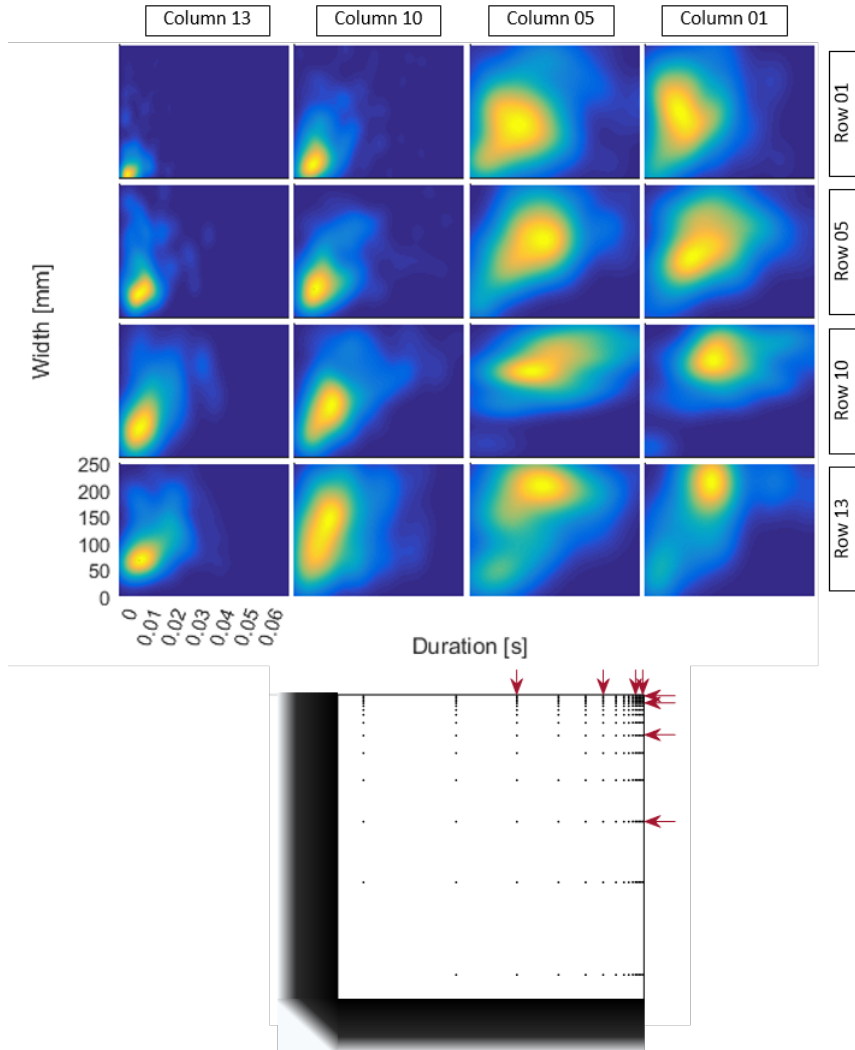 Column 13 Column 10 Column 05 Column 01
Row 01
Row 05
Row 10
Row 13
Width [mm]
250
200
150
100
50
0
0 0.01 0.02 0.03 0.04 0.05 0.06
Duration [s]